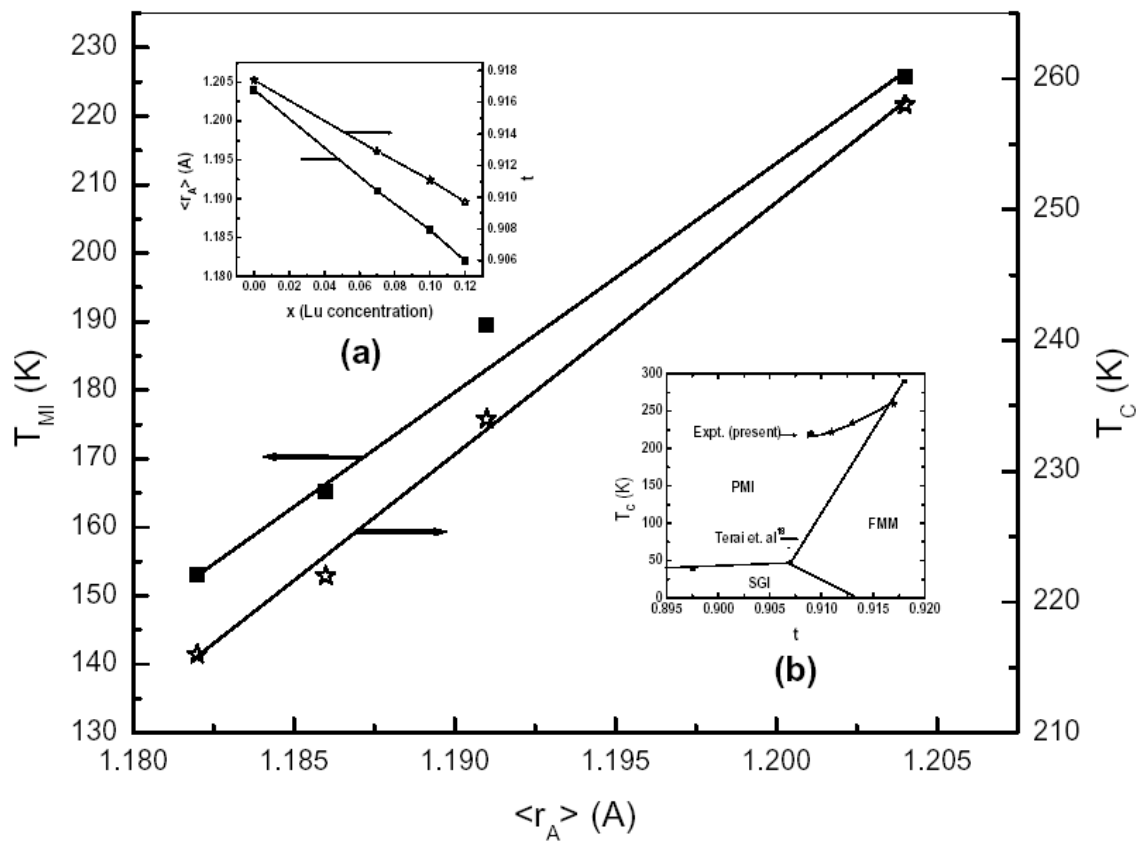 230
220
210
200
190
180
170
160
150
140
130
T_MI (K)
1.180
1.185
1.190
1.195
1.200
1.205
<r_A> (A)
260
250
240
230
220
210
T_C (K)
1.205
1.200
1.195
1.190
1.185
1.180
<r_A> (A)
0.918
0.916
0.914
0.912
0.910
0.908
0.906
t
0.00 0.02 0.04 0.06 0.08 0.10 0.12
x (Lu concentration)
(a)
300
250
200
150
100
50
0
T_C (K)
Expt. (present)
PMI
FMM
Terai et. al
SGI
0.895 0.900 0.905 0.910 0.915 0.920
t
(b)